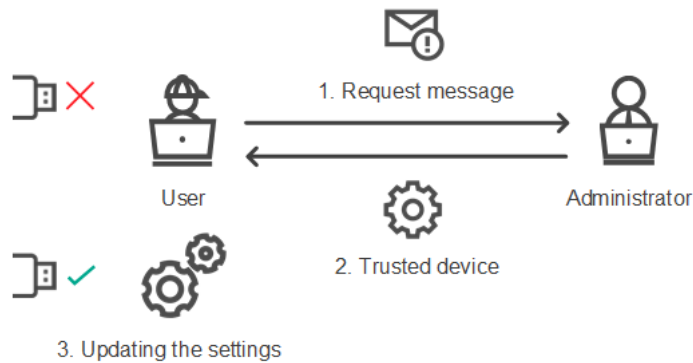 1. Request message
User
Administrator
2. Trusted device
3. Updating the settings